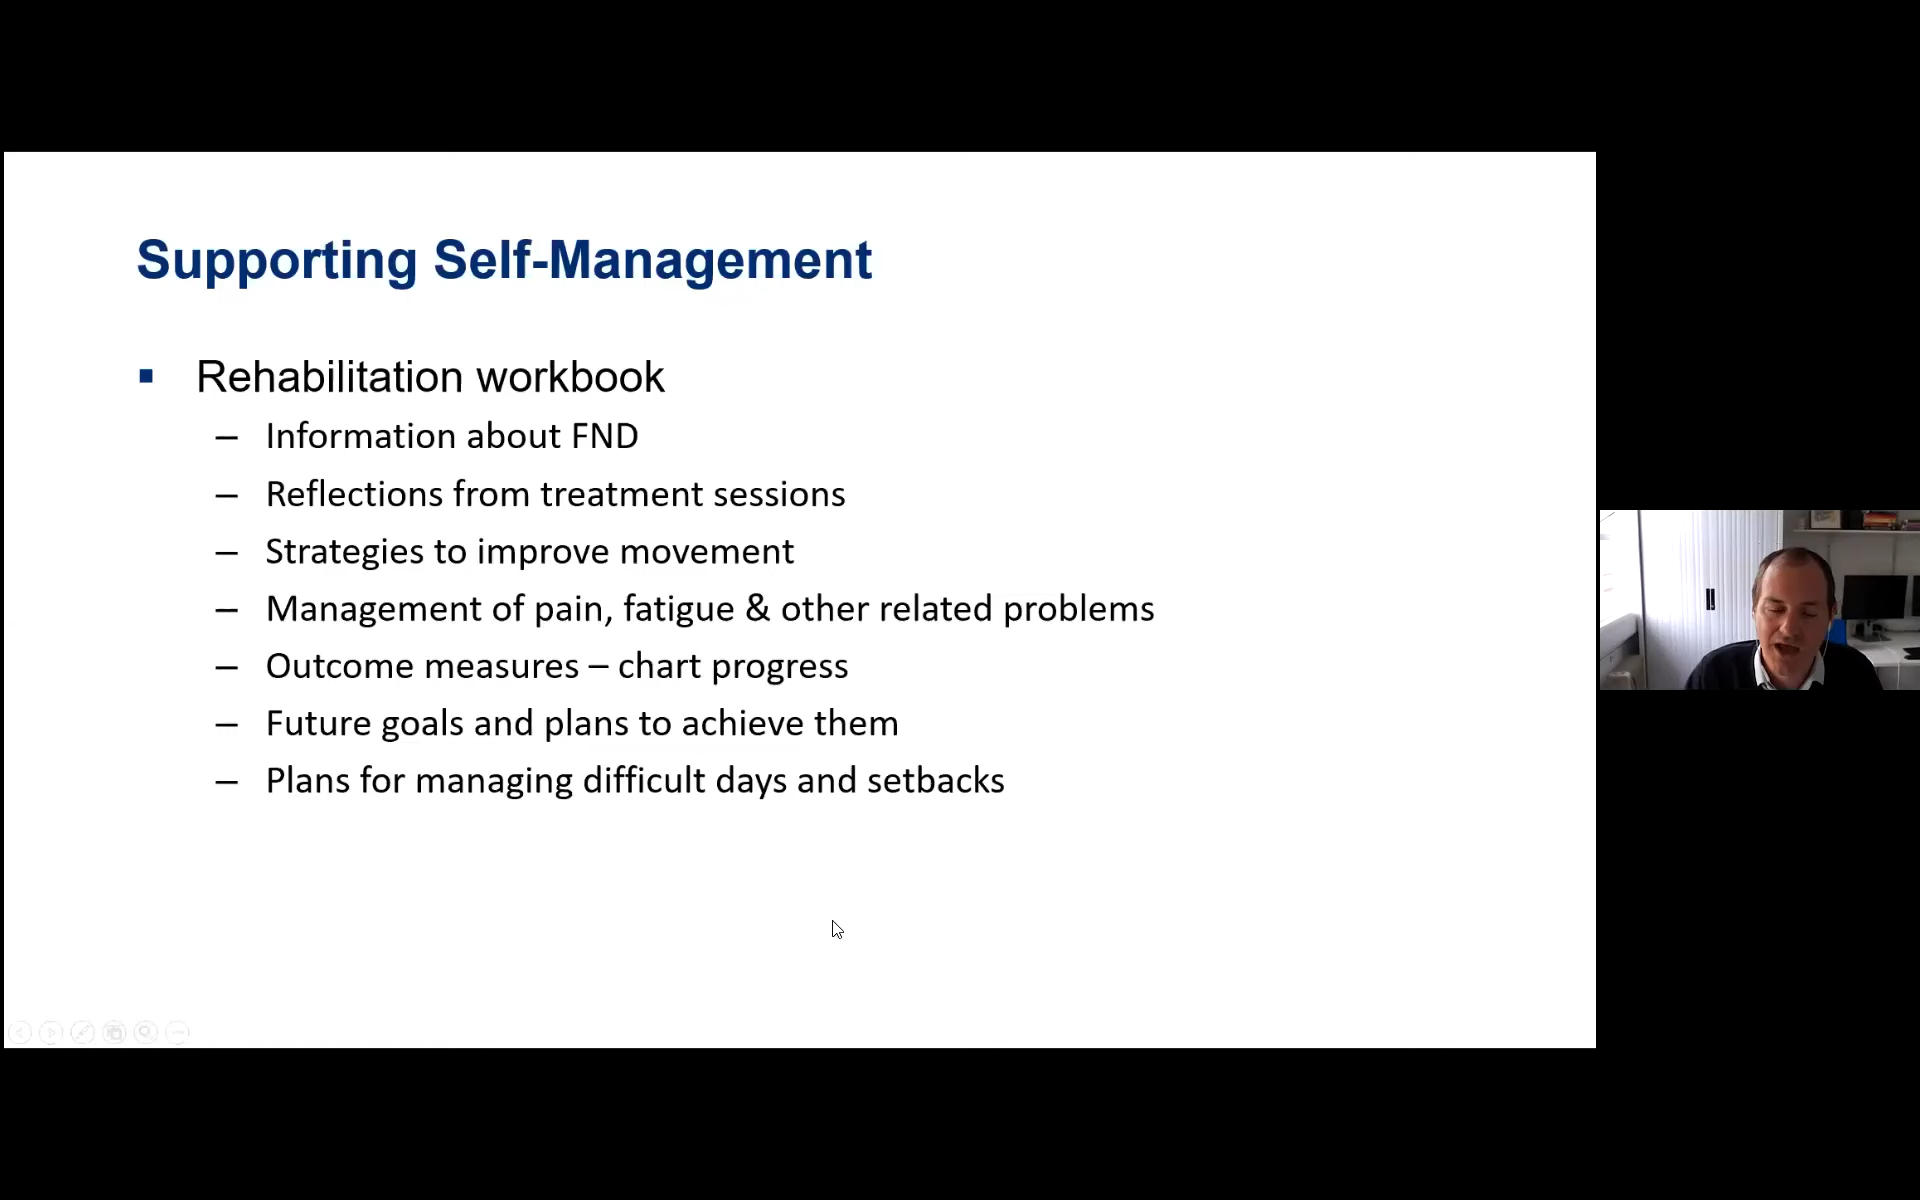 Supporting Self-Management
▪ Rehabilitation workbook
– Information about FND
– Reflections from treatment sessions
– Strategies to improve movement
– Management of pain, fatigue & other related problems
– Outcome measures – chart progress
– Future goals and plans to achieve them
– Plans for managing difficult days and setbacks